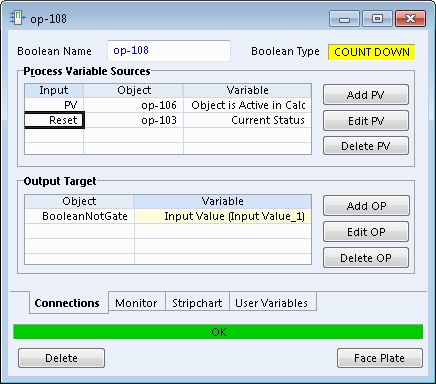 op-108
Boolean Name op-108 Boolean Type COUNT DOWN
Process Variable Sources
Input Object Variable
PV op-106 Object is Active in Calc
Reset op-103 Current Status
Add PV
Edit PV
Delete PV
Output Target
Object Variable
BooleanNotGate Input Value (Input Value_1)
Add OP
Edit OP
Delete OP
Connections Monitor Stripchart User Variables
OK
Delete Face Plate